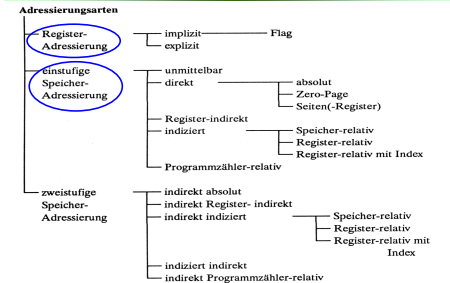 Adressierungsarten
Register- implizit Flag
Adressierung explizit
einstufige unmittelbar
Speicher- direkt absolut
Adressierung Zero-Page
Seiten(-Register)
Register-indirekt
indiziert Speicher-relativ
Register-relativ
Register-relativ mit Index
Programmzähler-relativ
zweistufige indirekt absolut
Speicher- indirekt Register- indirekt
Adressierung indirekt indiziert Speicher-relativ
Register-relativ
Register-relativ mit
Index
indiziert indirekt
indirekt Programmzähler-relativ